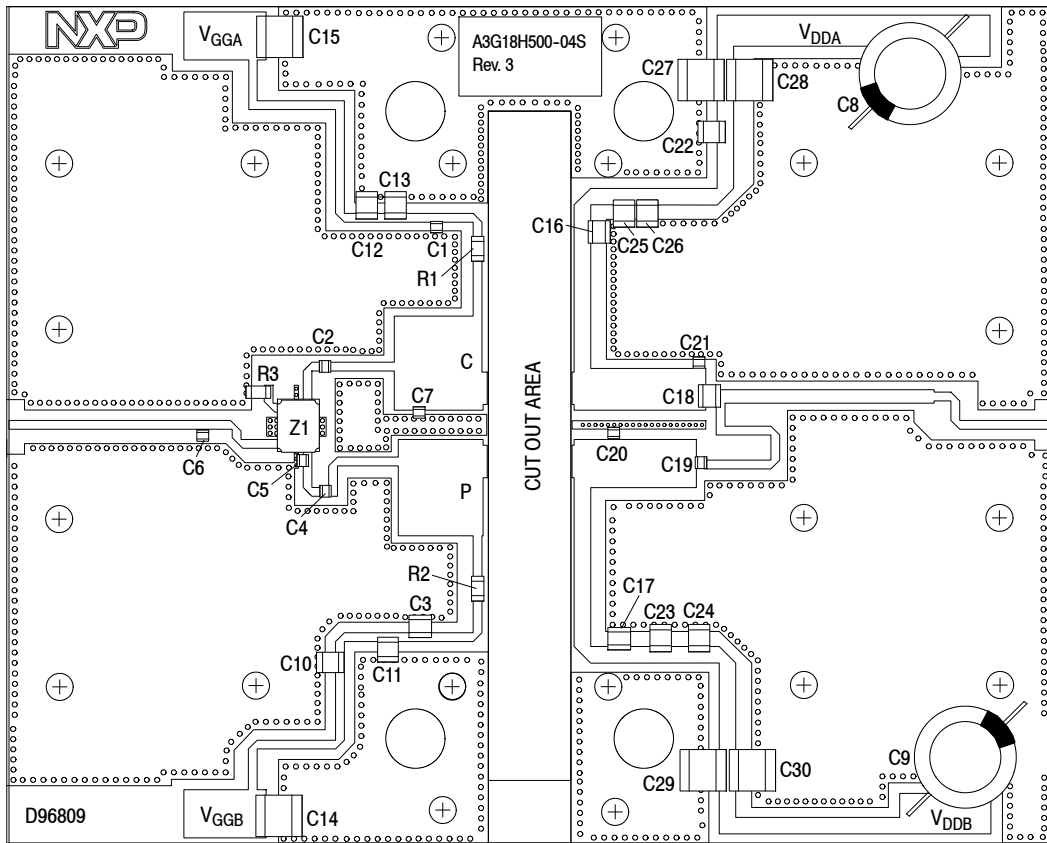 NXP
VGGA
C15
A3G18H500-04S
Rev. 3
C27
C28
VDDA
C8
C22
C13
C12
C1
R1
C16
C25
C26
C2
C
C21
R3
C7
C18
Z1
C6
C5
C4
CUT OUT AREA
C20
C19
P
R2
C3
C17
C23
C24
C10
C11
C9
C29
C30
D96809
VGGB
C14
VDDB